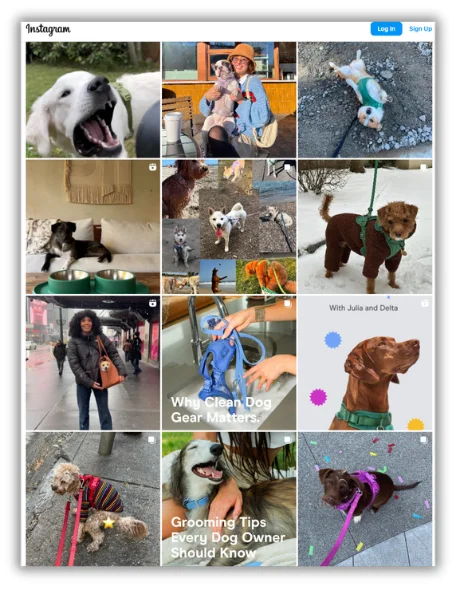 Instagram
Log In
Sign Up
With Julia and Delta
Why Clean Dog
Gear Matters.
Grooming Tips
Every Dog Owner
Should Know